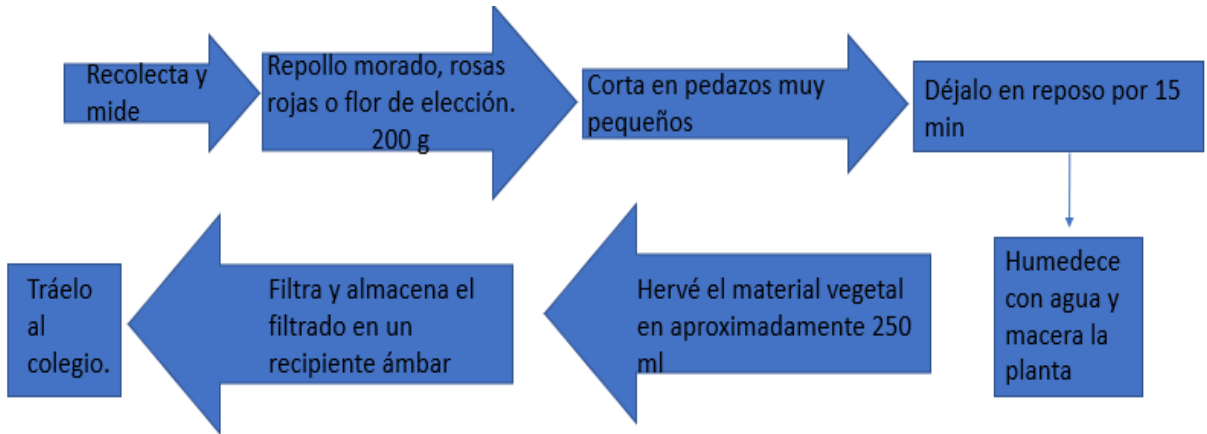 Recolecta y
mide
Repollo morado, rosas
rojas o flor de elección.
200 g
Corta en pedazos muy
pequeños
Déjalo en reposo por 15
min
Humedece
con agua y
macera la
planta
Hervé el material vegetal
en aproximadamente 250
ml
Filtra y almacena el
filtrado en un
recipiente ámbar
Tráelo
al
colegio.